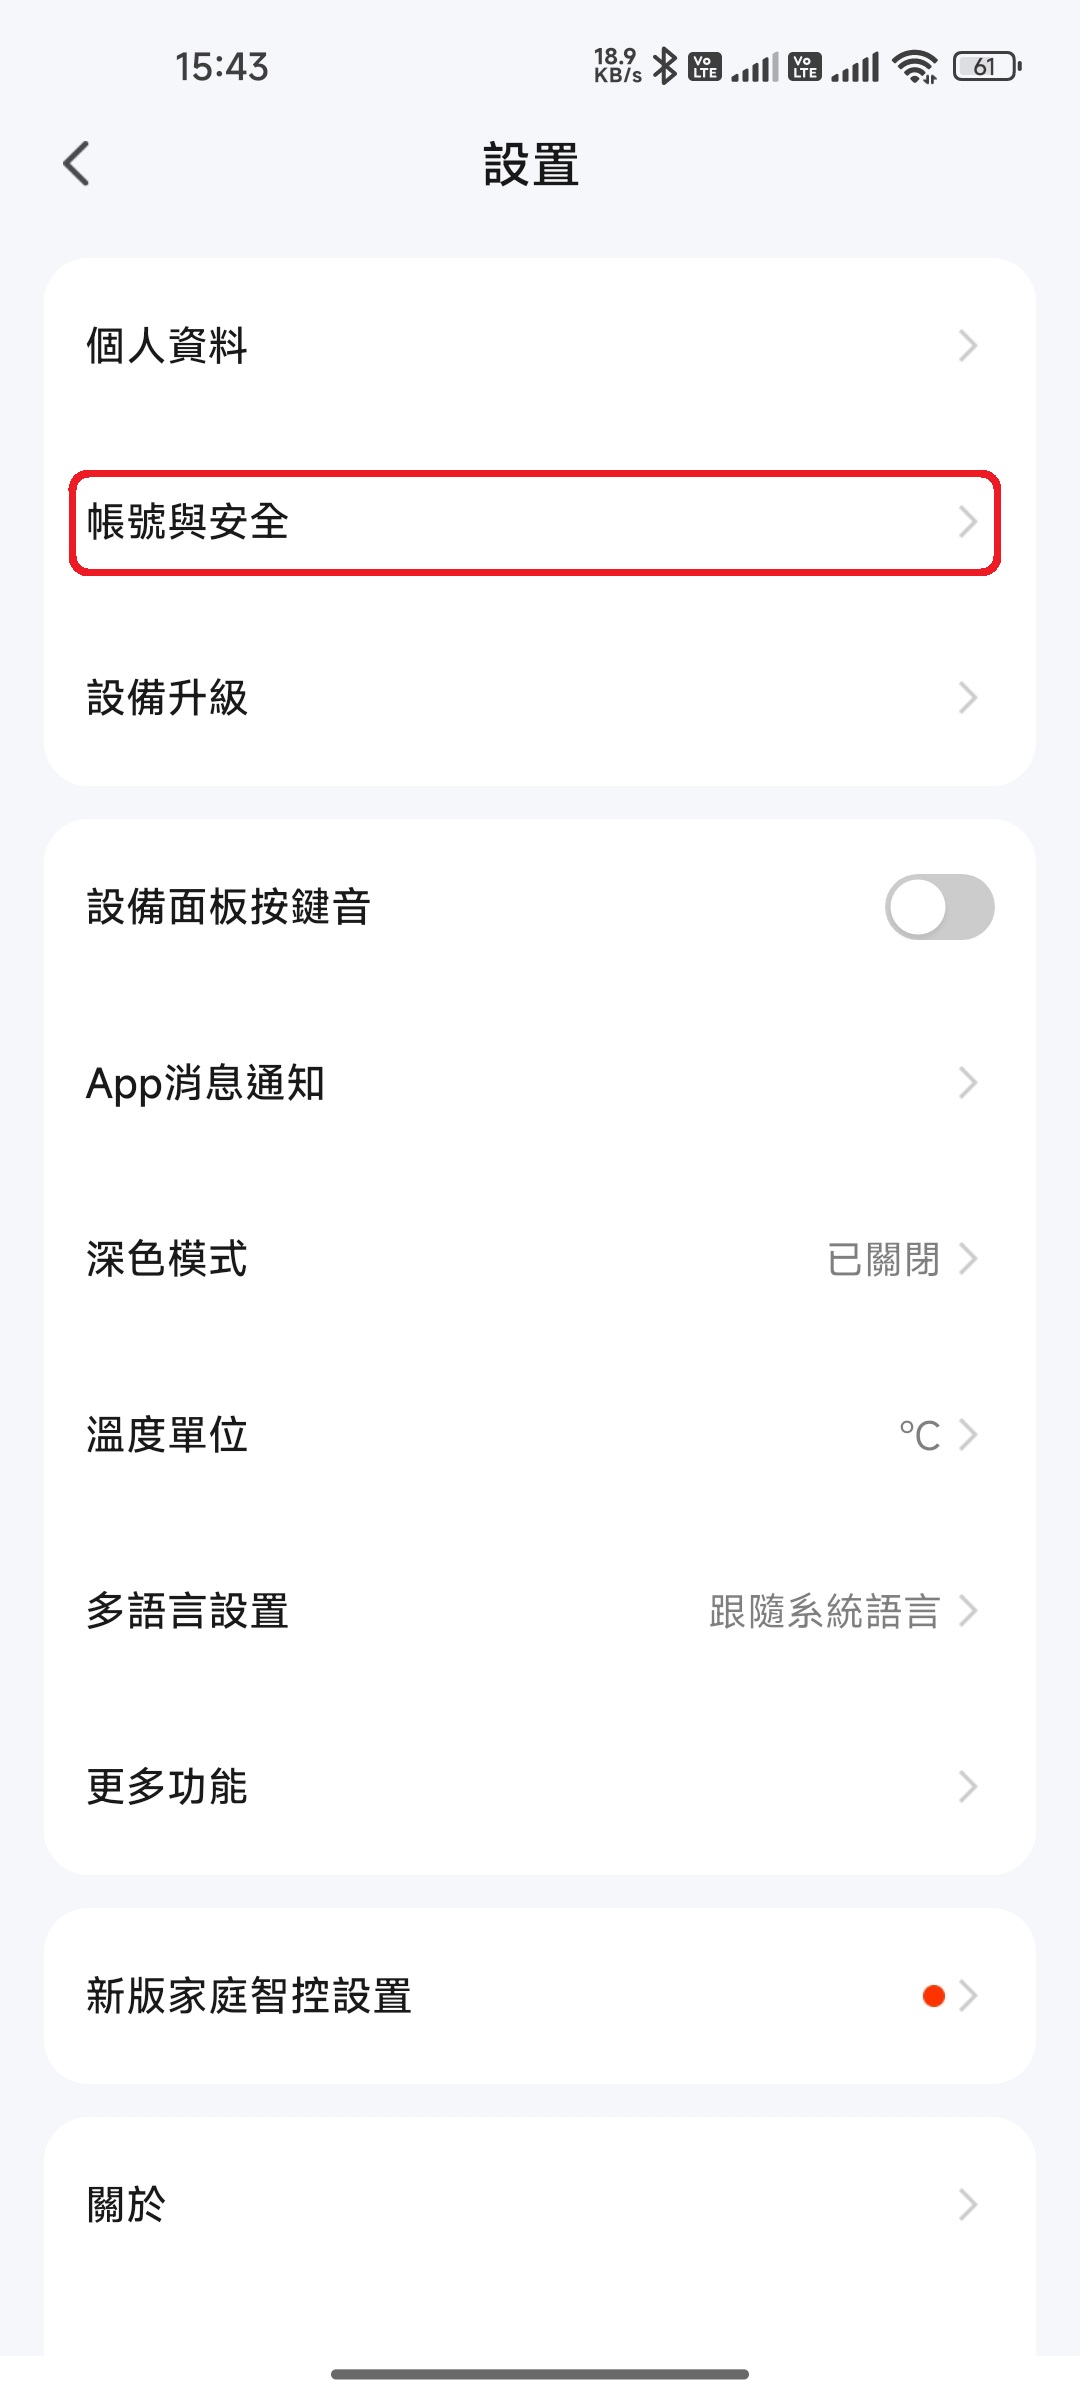 15:43 18.9 KB/s Vo LTE Vo LTE 61
設置
個人資料
帳號與安全
設備升級
設備面板按鍵音
App消息通知
深色模式 已關閉
溫度單位 °C
多語言設置 跟隨系統語言
更多功能
新版家庭智控設置
關於